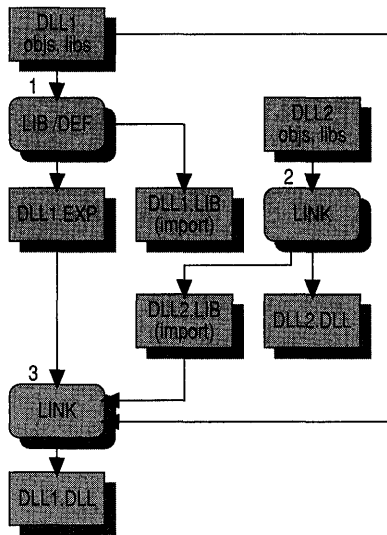 DLL1
objs, libs
1
LIB /DEF
DLL2
objs, libs
2
DLL1.EXP
DLL1.LIB
(import)
LINK
DLL2.LIB
(import)
DLL2.DLL
3
LINK
DLL1.DLL